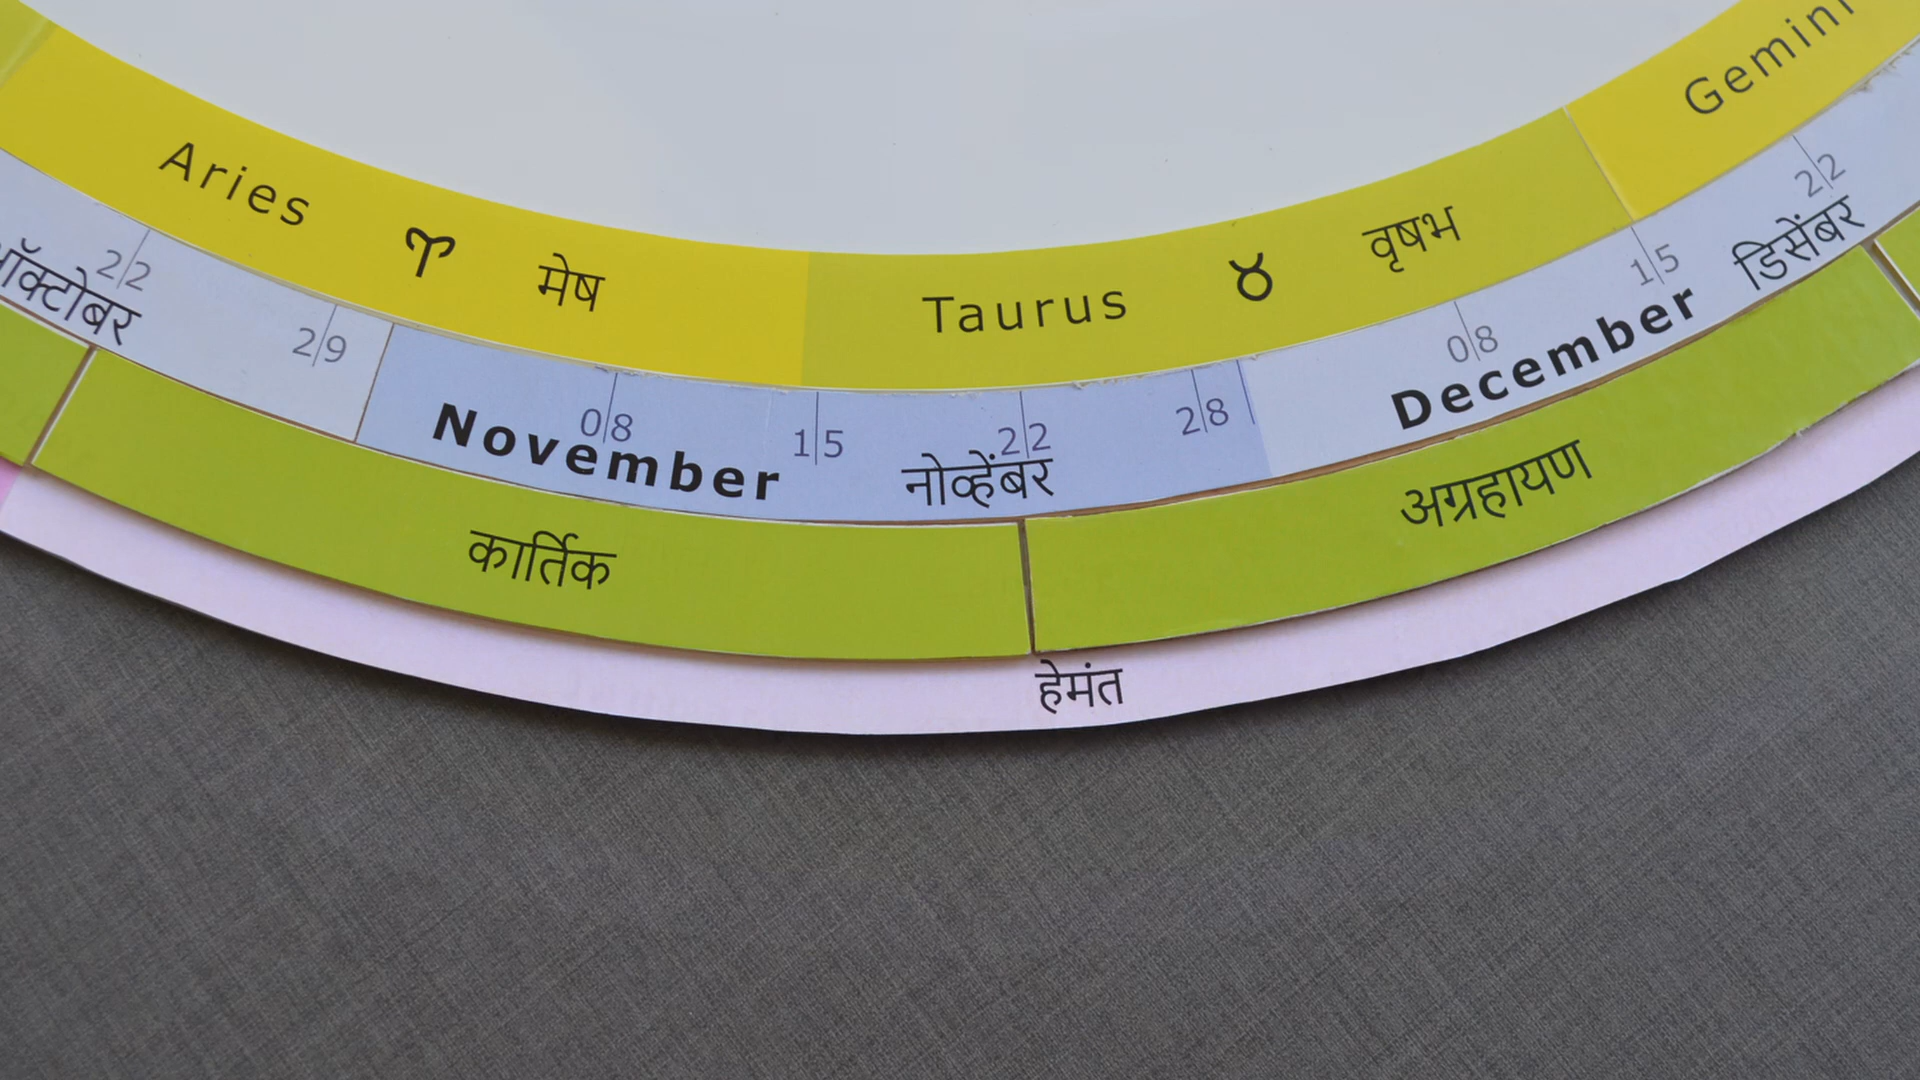 Aries ♈ मेष
Taurus ♉ वृषभ
Gemini
22
ऑक्टोबर
29
November
08
15
नोव्हेंबर
22
28
December
08
15
डिसेंबर
22
कार्तिक
अग्रहायण
हेमंत